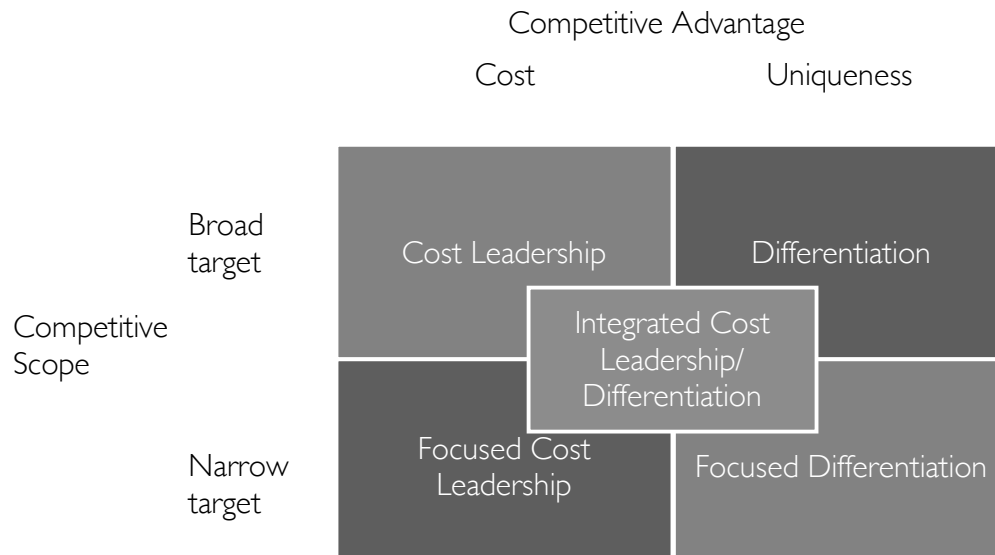 Competitive Advantage
Cost
Uniqueness
Broad
target
Cost Leadership
Differentiation
Competitive
Scope
Integrated Cost
Leadership/
Differentiation
Narrow
target
Focused Cost
Leadership
Focused Differentiation